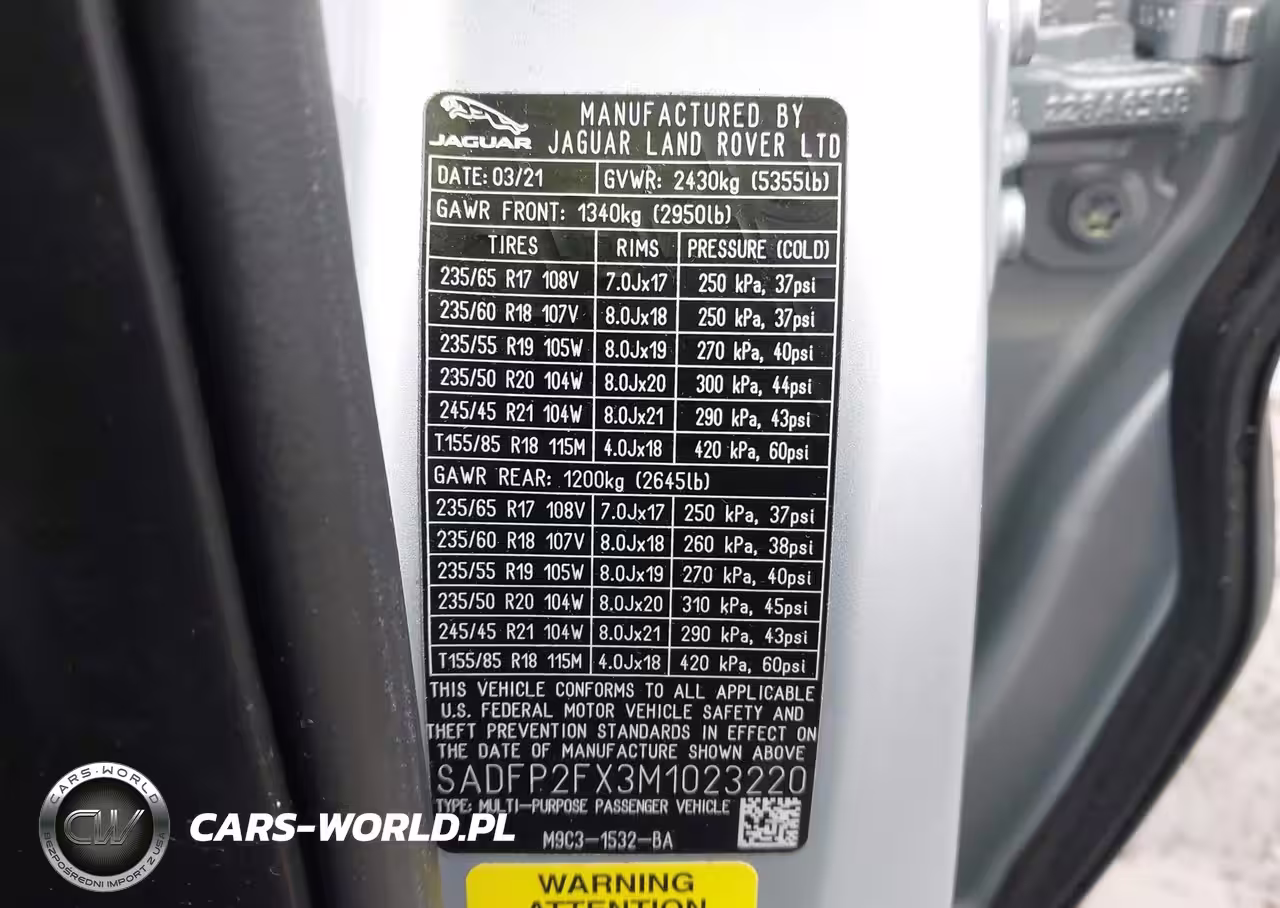 JAGUAR
MANUFACTURED BY
JAGUAR LAND ROVER LTD
DATE: 03/21 GVWR: 2430kg (5355lb)
GAWR FRONT: 1340kg (2950lb)
TIRES RIMS PRESSURE (COLD)
235/65 R17 108V 7.0Jx17 250 kPa, 37psi
235/60 R18 107V 8.0Jx18 250 kPa, 37psi
235/55 R19 105W 8.0Jx19 270 kPa, 40psi
235/50 R20 104W 8.0Jx20 300 kPa, 44psi
245/45 R21 104W 8.0Jx21 290 kPa, 43psi
T155/85 R18 115M 4.0Jx18 420 kPa, 60psi
GAWR REAR: 1200kg (2645lb)
235/65 R17 108V 7.0Jx17 250 kPa, 37psi
235/60 R18 107V 8.0Jx18 260 kPa, 38psi
235/55 R19 105W 8.0Jx19 270 kPa, 40psi
235/50 R20 104W 8.0Jx20 310 kPa, 45psi
245/45 R21 104W 8.0Jx21 290 kPa, 43psi
T155/85 R18 115M 4.0Jx18 420 kPa, 60psi
THIS VEHICLE CONFORMS TO ALL APPLICABLE
U.S. FEDERAL MOTOR VEHICLE SAFETY AND
THEFT PREVENTION STANDARDS IN EFFECT ON
THE DATE OF MANUFACTURE SHOWN ABOVE
SADFP2FX3M1023220
TYPE: MULTI-PURPOSE PASSENGER VEHICLE
M9C3-1532-BA
WARNING
ATTENTION
CARS-WORLD
CW
BEZPOŚREDNI IMPORT Z USA
CARS-WORLD.PL